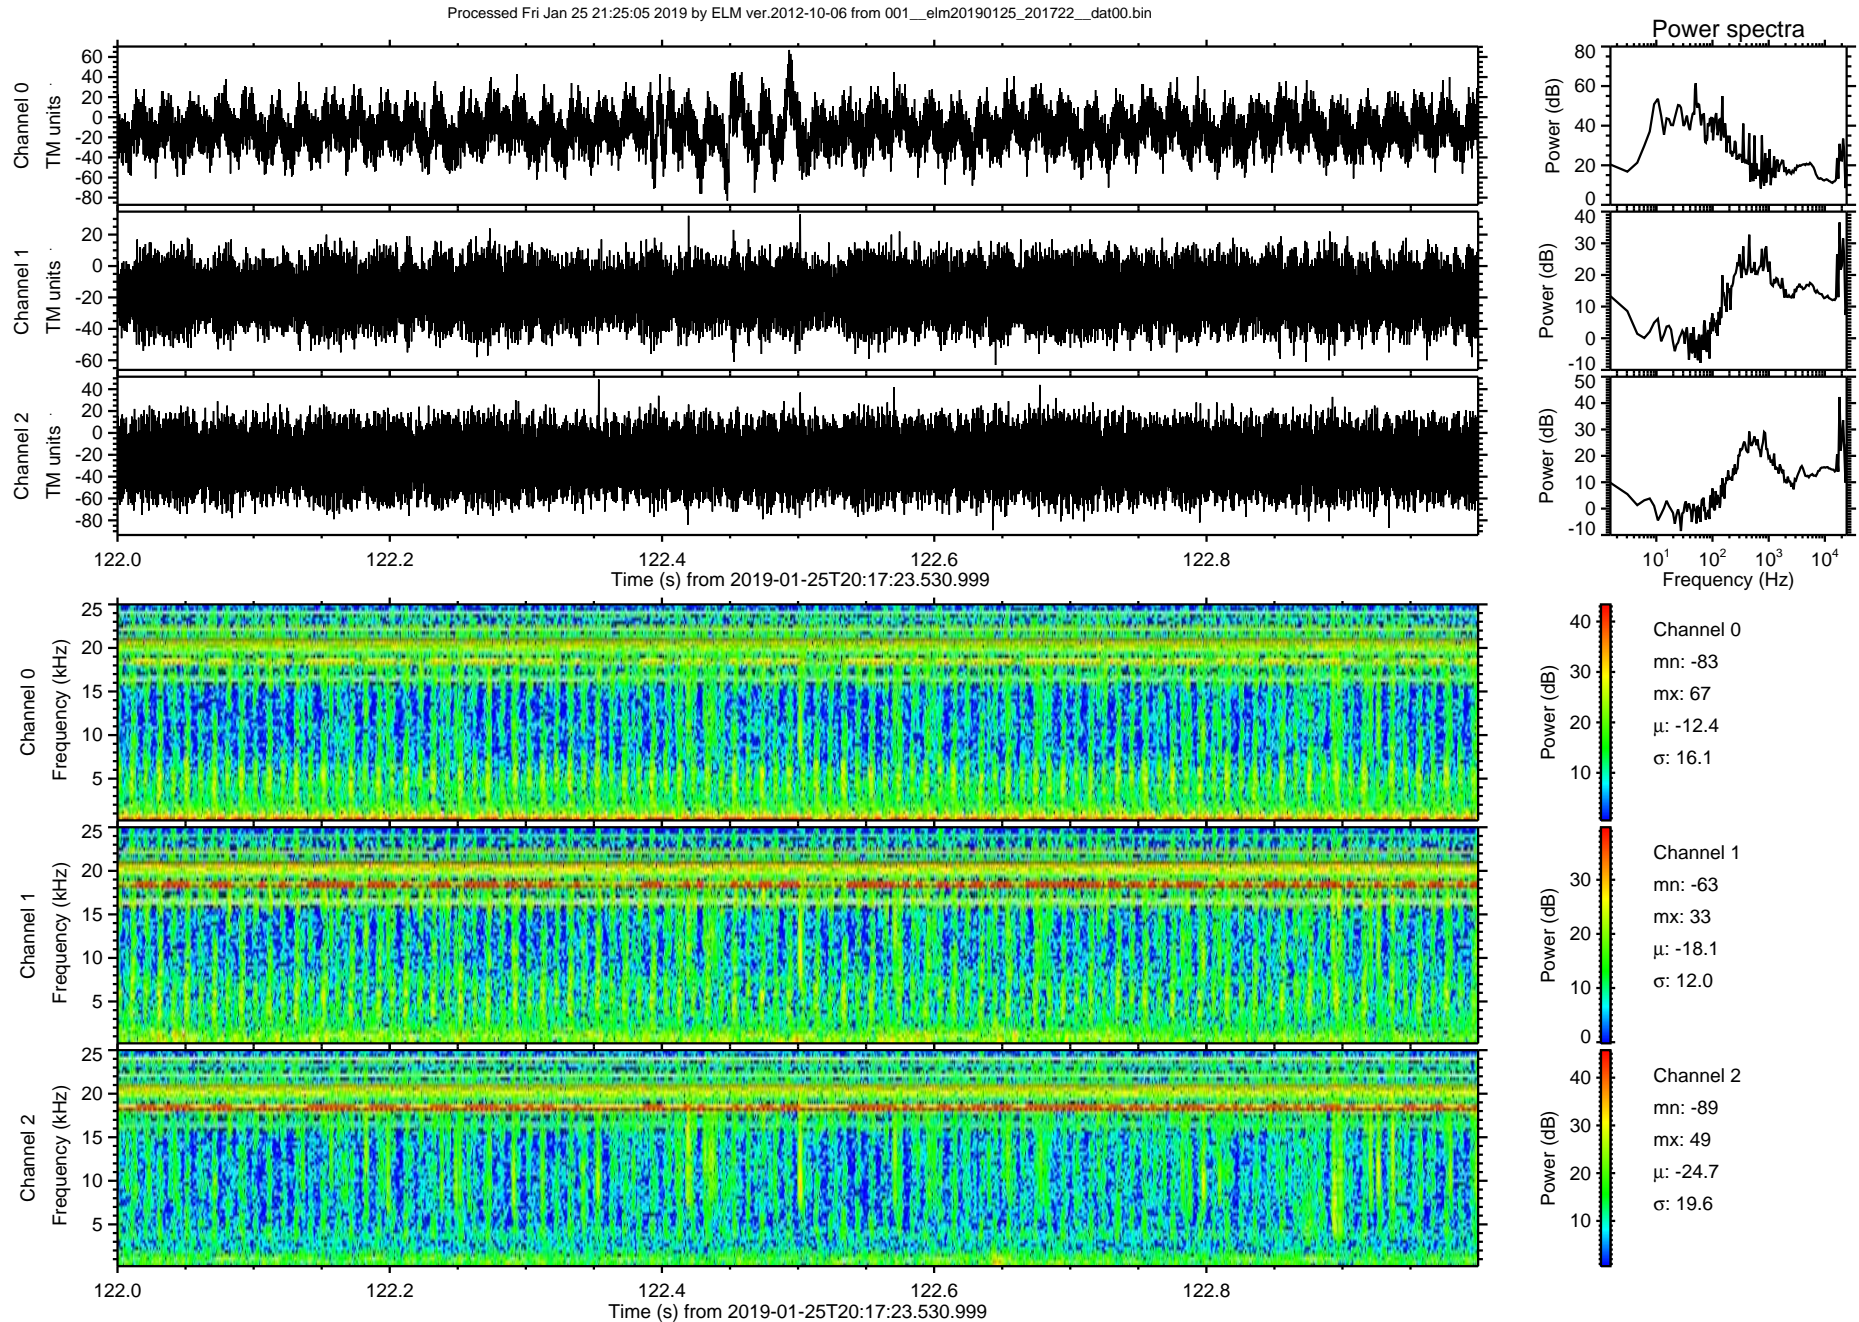 Processed Fri Jan 25 21:25:05 2019 by ELM ver.2012-10-06 from 001__elm20190125_201722__dat00.bin
Power spectra
Channel 0
TM units
60
40
20
0
-20
-40
-60
-80
Power (dB)
80
60
40
20
0
Channel 1
TM units
20
0
-20
-40
-60
Power (dB)
40
30
20
10
0
-10
Channel 2
TM units
40
20
0
-20
-40
-60
-80
Power (dB)
50
40
30
20
10
0
-10
122.0 122.2 122.4 122.6 122.8
Time (s) from 2019-01-25T20:17:23.530.999
10¹ 10² 10³ 10⁴
Frequency (Hz)
Channel 0
Frequency (kHz)
25
20
15
10
5
Power (dB)
40
30
20
10
Channel 0
mn: -83
mx: 67
μ: -12.4
σ: 16.1
Channel 1
Frequency (kHz)
25
20
15
10
5
Power (dB)
30
20
10
0
Channel 1
mn: -63
mx: 33
μ: -18.1
σ: 12.0
Channel 2
Frequency (kHz)
25
20
15
10
5
Power (dB)
40
30
20
10
Channel 2
mn: -89
mx: 49
μ: -24.7
σ: 19.6
122.0 122.2 122.4 122.6 122.8
Time (s) from 2019-01-25T20:17:23.530.999